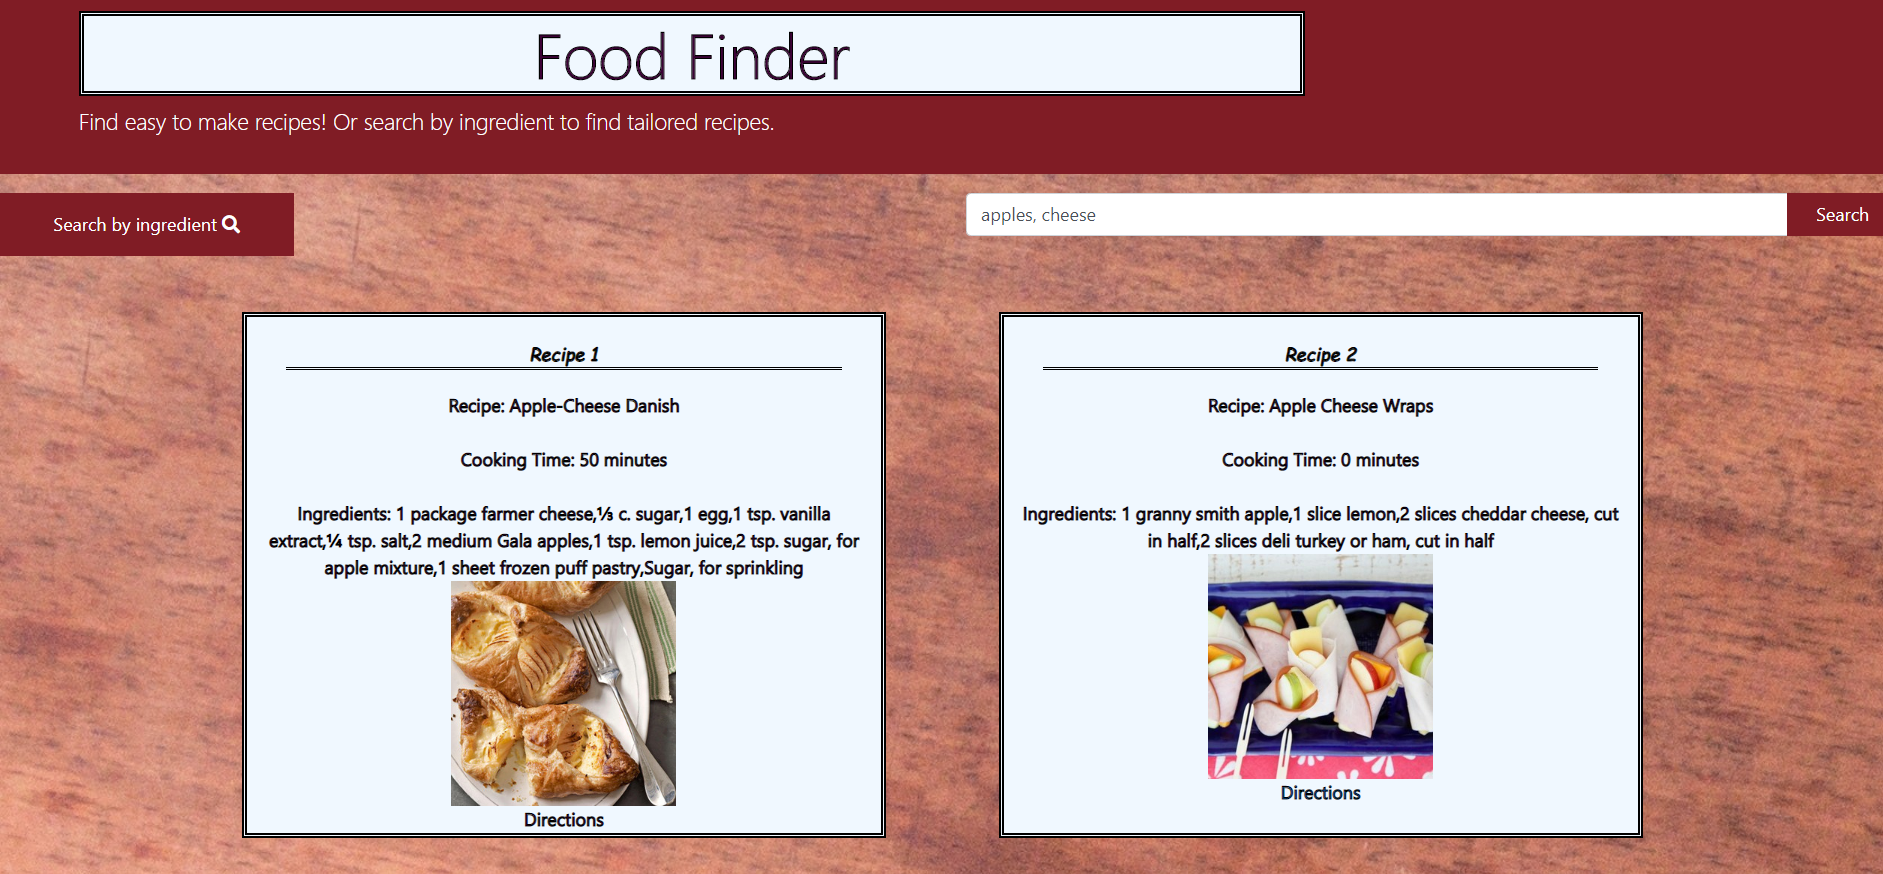 Food Finder
Find easy to make recipes! Or search by ingredient to find tailored recipes.
Search by ingredient
apples, cheese
Search
Recipe 1
Recipe: Apple-Cheese Danish
Cooking Time: 50 minutes
Ingredients: 1 package farmer cheese,⅓ c. sugar,1 egg,1 tsp. vanilla
extract,¼ tsp. salt,2 medium Gala apples,1 tsp. lemon juice,2 tsp. sugar, for
apple mixture,1 sheet frozen puff pastry,Sugar, for sprinkling
Directions
Recipe 2
Recipe: Apple Cheese Wraps
Cooking Time: 0 minutes
Ingredients: 1 granny smith apple,1 slice lemon,2 slices cheddar cheese, cut
in half,2 slices deli turkey or ham, cut in half
Directions